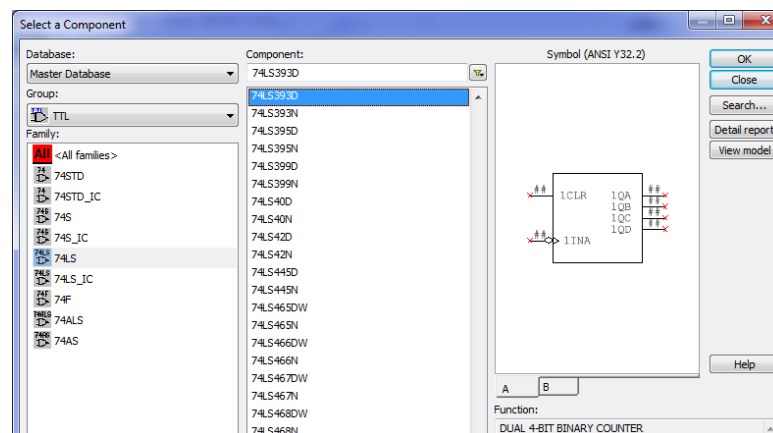 Select a Component
Database:
Master Database
Group:
TTL
Family:
All <All families>
74STD
74STD_IC
74S
74S_IC
74LS
74LS_IC
74F
74ALS
74AS
Component:
74LS393D
74LS393D
74LS393N
74LS395D
74LS395N
74LS399D
74LS399N
74LS40D
74LS40N
74LS42D
74LS42N
74LS445D
74LS445N
74LS465DW
74LS465N
74LS466DW
74LS466N
74LS467DW
74LS467N
74LS468DW
74LS468N
Symbol (ANSI Y32.2)
## 1CLR 1QA ##
1QB ##
1QC ##
1QD ##
## 1INA
A B
Function:
DUAL 4-BIT BINARY COUNTER
OK
Close
Search...
Detail report
View model
Help